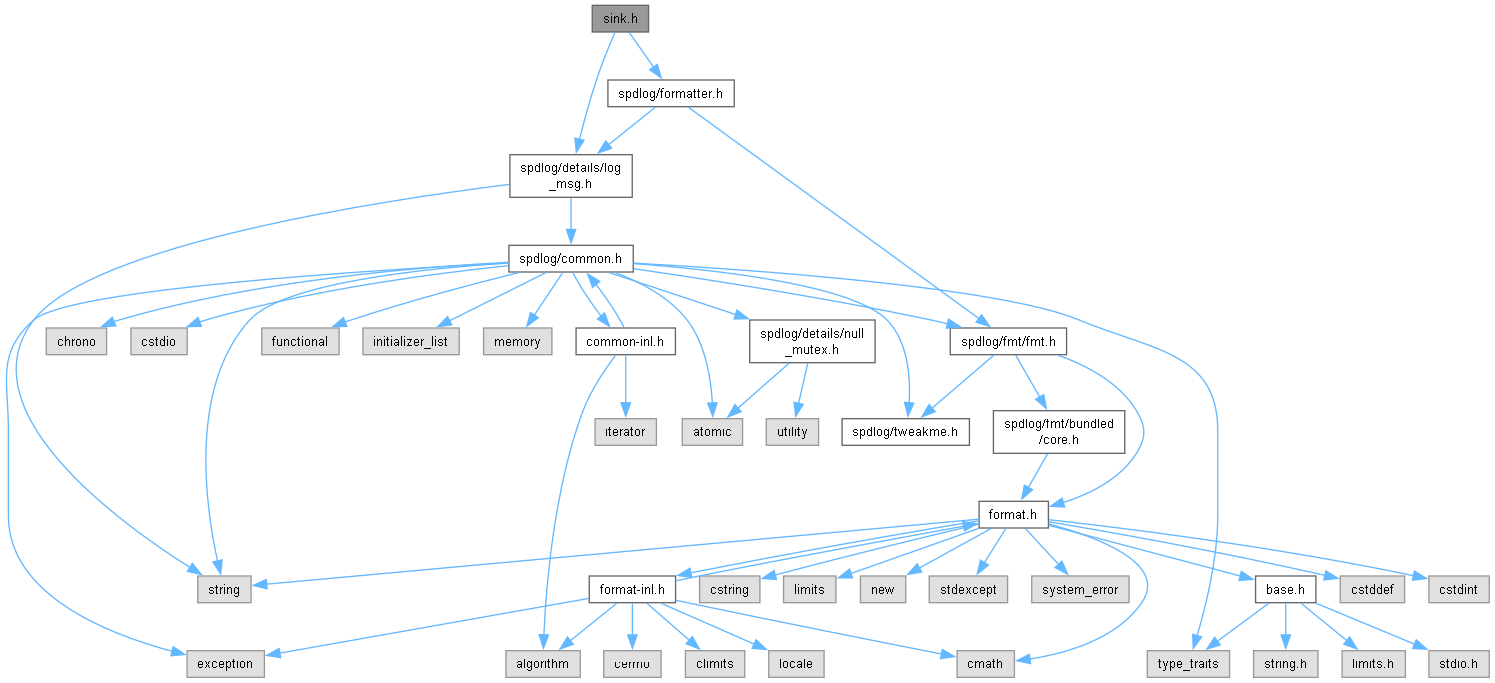 sink.h
spdlog/formatter.h
spdlog/details/log
_msg.h
spdlog/common.h
chrono
cstdio
functional
initializer_list
memory
common-inl.h
spdlog/details/null
_mutex.h
spdlog/fmt/fmt.h
iterator
atomic
utility
spdlog/tweakme.h
spdlog/fmt/bundled
/core.h
format.h
string
format-inl.h
cstring
limits
new
stdexcept
system_error
base.h
cstddef
cstdint
exception
algorithm
cerrno
climits
locale
cmath
type_traits
string.h
limits.h
stdio.h